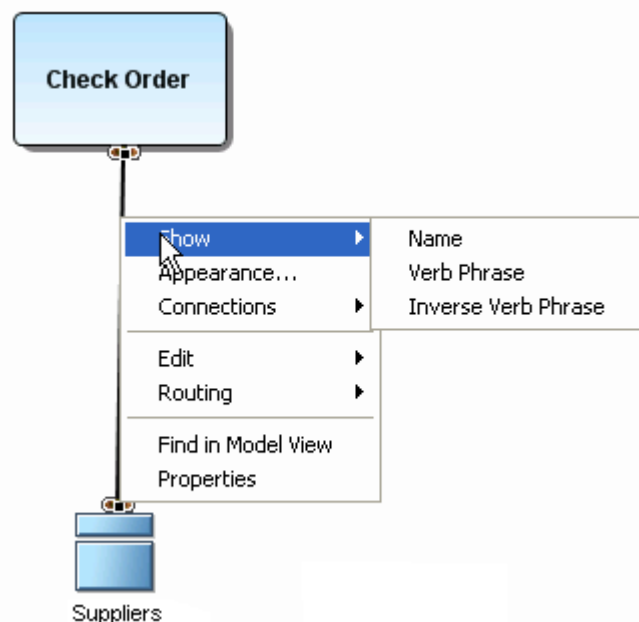 Check Order
Show
Name
Appearance...
Verb Phrase
Connections
Inverse Verb Phrase
Edit
Routing
Find in Model View
Properties
Suppliers